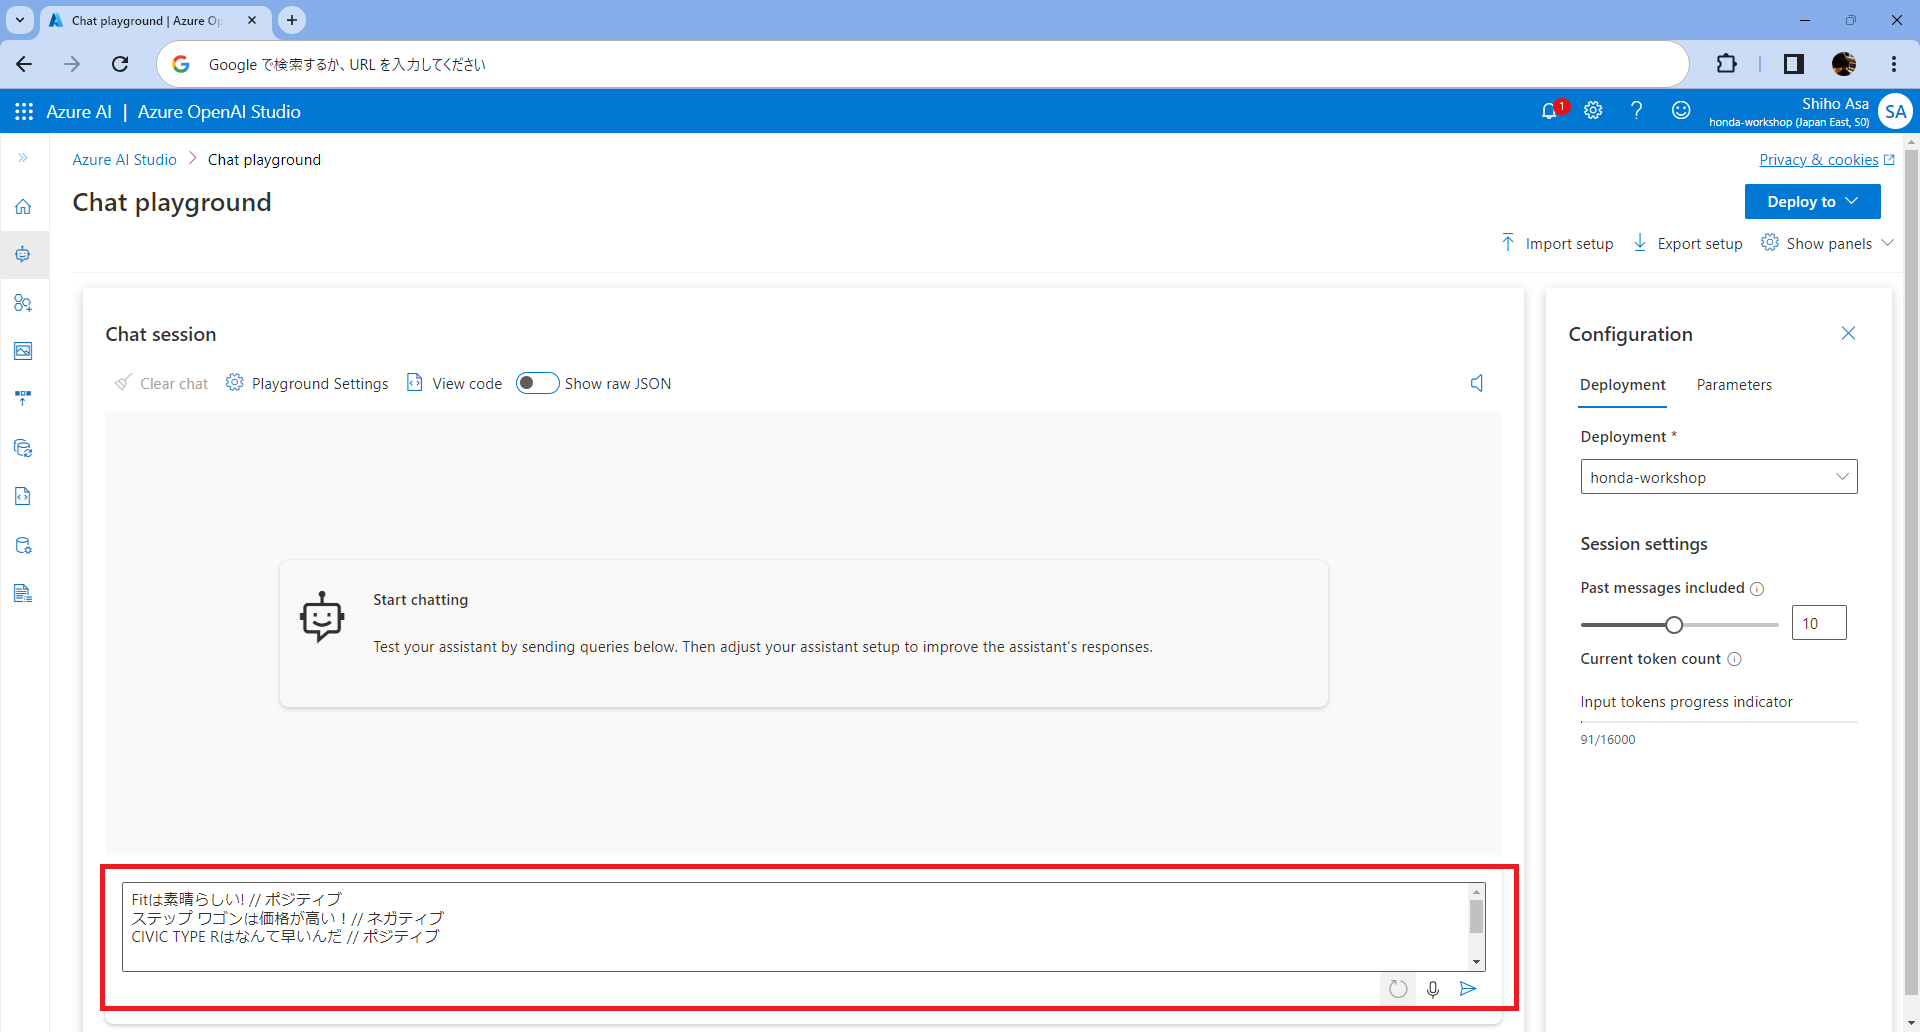 Chat playground | Azure Op
Google で検索するか、URL を入力してください
Azure AI | Azure OpenAI Studio
1
Shiho Asa
honda-workshop (Japan East, S0)
SA
Azure AI Studio > Chat playground
Privacy & cookies
Chat playground
Deploy to
Import setup
Export setup
Show panels
Chat session
Clear chat
Playground Settings
View code
Show raw JSON
Start chatting
Test your assistant by sending queries below. Then adjust your assistant setup to improve the assistant's responses.
Fitは素晴らしい! // ポジティブ
ステップ ワゴンは価格が高い！// ネガティブ
CIVIC TYPE Rはなんて早いんだ // ポジティブ
Configuration
Deployment
Parameters
Deployment *
honda-workshop
Session settings
Past messages included
10
Current token count
Input tokens progress indicator
91/16000